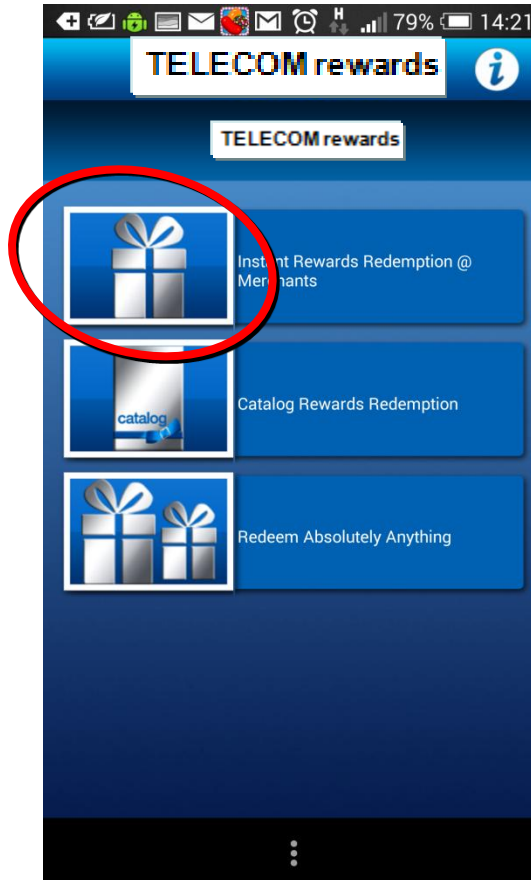 79% 14:21
H
TELECOM rewards
i
TELECOM rewards
Instant Rewards Redemption @
Merchants
catalog
Catalog Rewards Redemption
Redeem Absolutely Anything